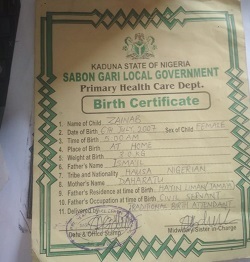 KADUNA STATE OF NIGERIA
SABON GARI LOCAL GOVERNMENT
Primary Health Care Dept.
Birth Certificate
1. Name of Child ZAINAB
2. Date of Birth JULY, 2003 Sex of Child FEMALE
3. Time of Birth
4. Place of Birth AT HOME
5. Weight at Birth
6. Father's Name ISMAIL
7. Tribe and Nationality HAUSA NIGERIAN
8. Mother's Name
9. Father's Residence at time of Birth
10. Father's Occupation at time of Birth CIVIL SERVANT
11. Delivered by TRADITIONAL BIRTH ATTENDANT
Date & Office Stamp Midwife/Sister-in-Charge